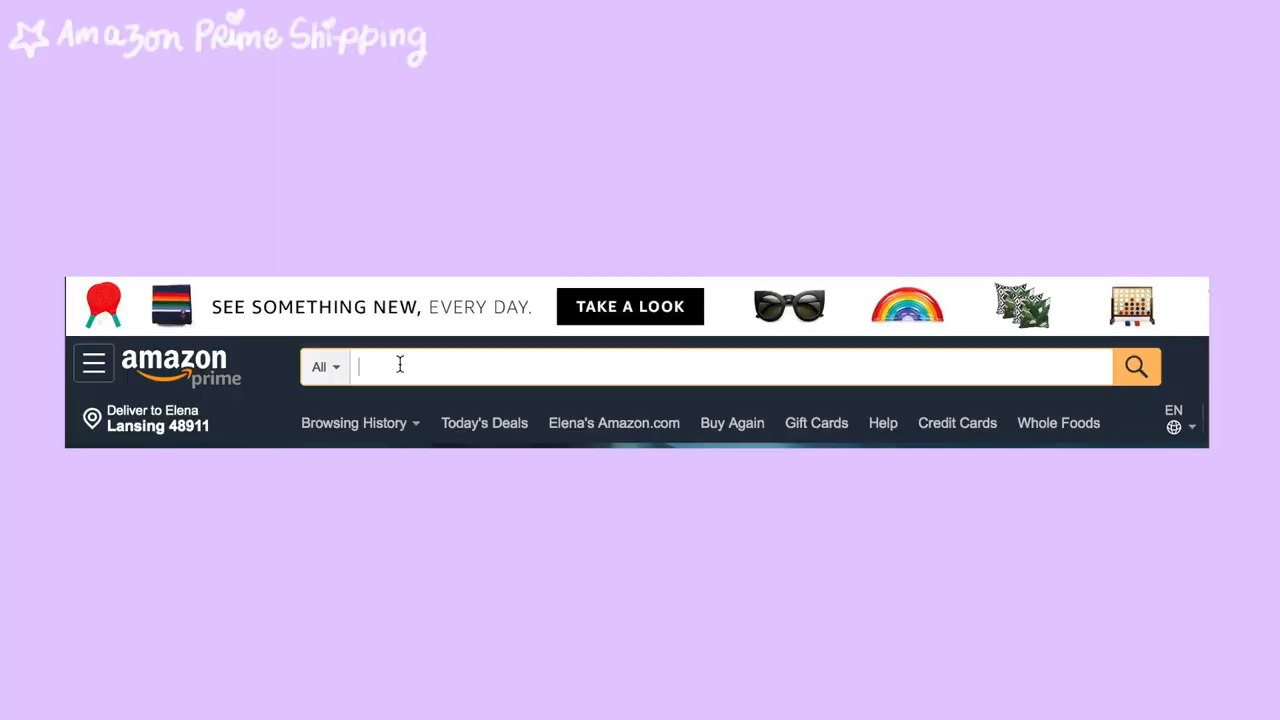 Amazon Prime Shipping
SEE SOMETHING NEW, EVERY DAY. TAKE A LOOK
amazon prime
All
Deliver to Elena
Lansing 48911
Browsing History Today's Deals Elena's Amazon.com Buy Again Gift Cards Help Credit Cards Whole Foods
EN